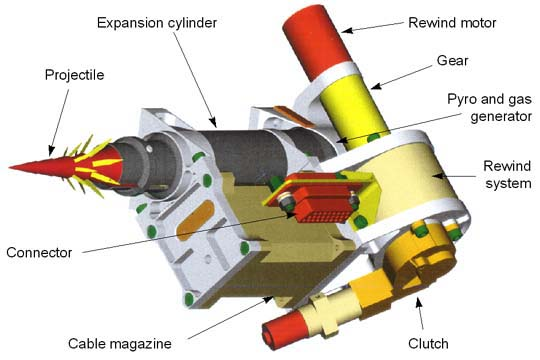 Expansion cylinder
Rewind motor
Gear
Projectile
Pyro and gas
generator
Rewind
system
Connector
Cable magazine
Clutch